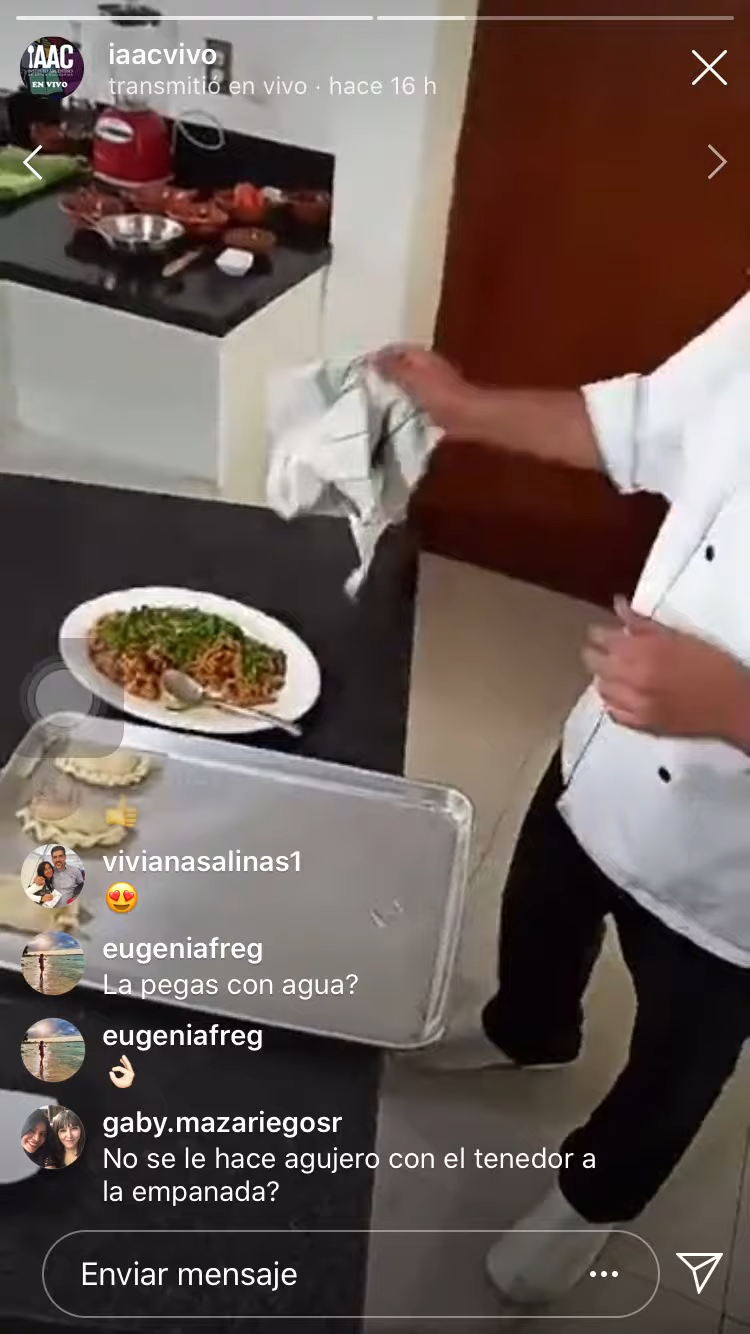 iAAC
EN VIVO
iaacvivo
transmitió en vivo · hace 16 h
vivianasalinas1
eugeniafreg
La pegas con agua?
eugeniafreg
gaby.mazariegosr
No se le hace agujero con el tenedor a
la empanada?
Enviar mensaje